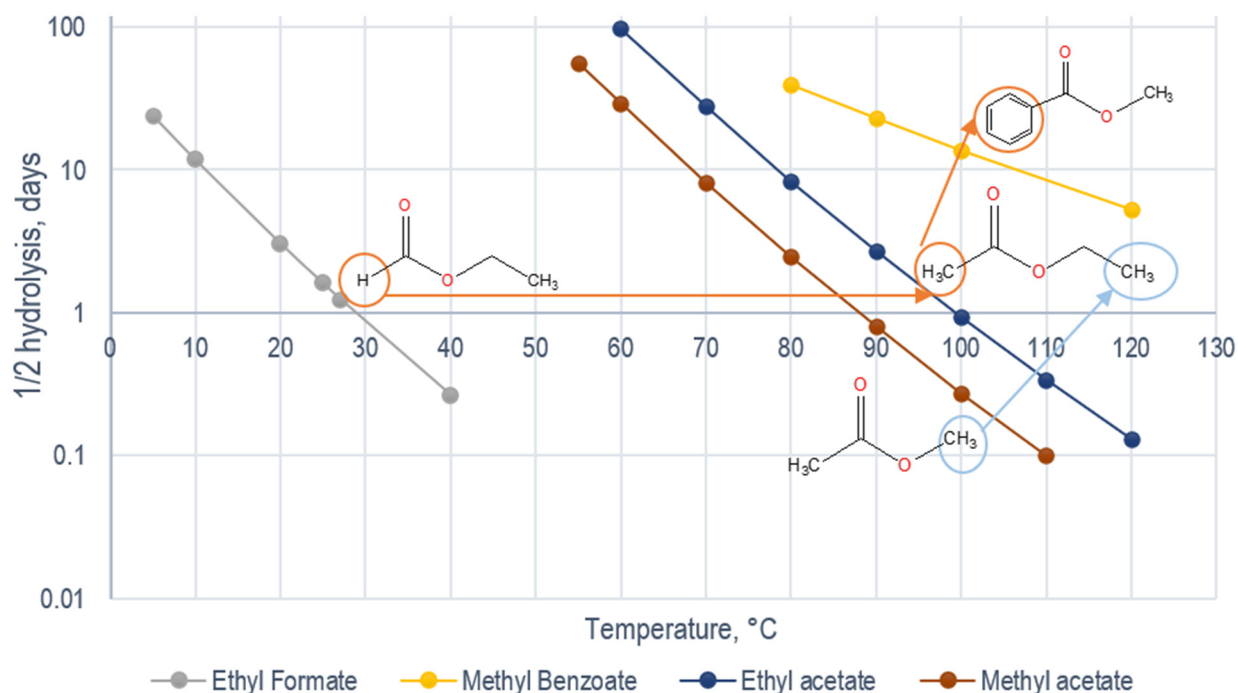 100
10
1
0.1
0.01
1/2 hydrolysis, days
0 10 20 30 40 50 60 70 80 90 100 110 120 130
Temperature, °C
O
O
CH₃
O
H
O
CH₃
O
H₃C
O
CH₃
O
H₃C
O
CH₃
Ethyl Formate Methyl Benzoate Ethyl acetate Methyl acetate